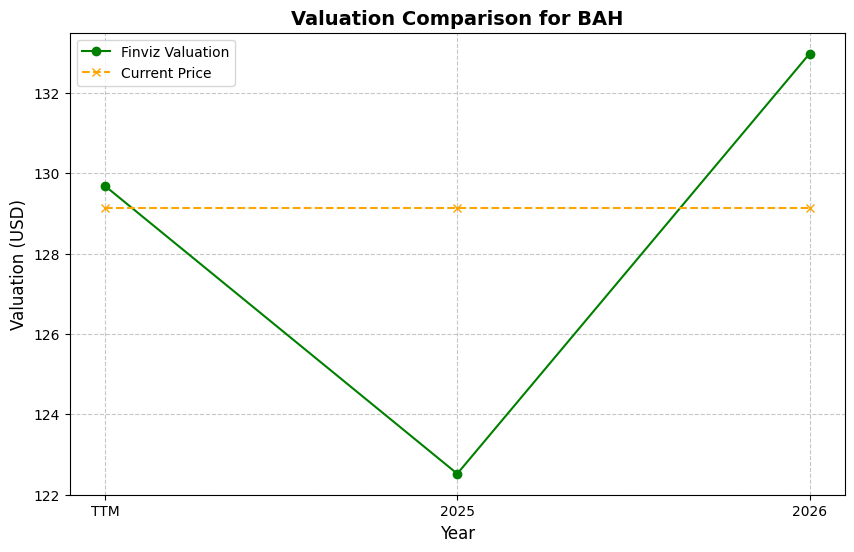 Valuation Comparison for BAH
Finviz Valuation
Current Price
Valuation (USD)
132
130
128
126
124
122
TTM
2025
2026
Year